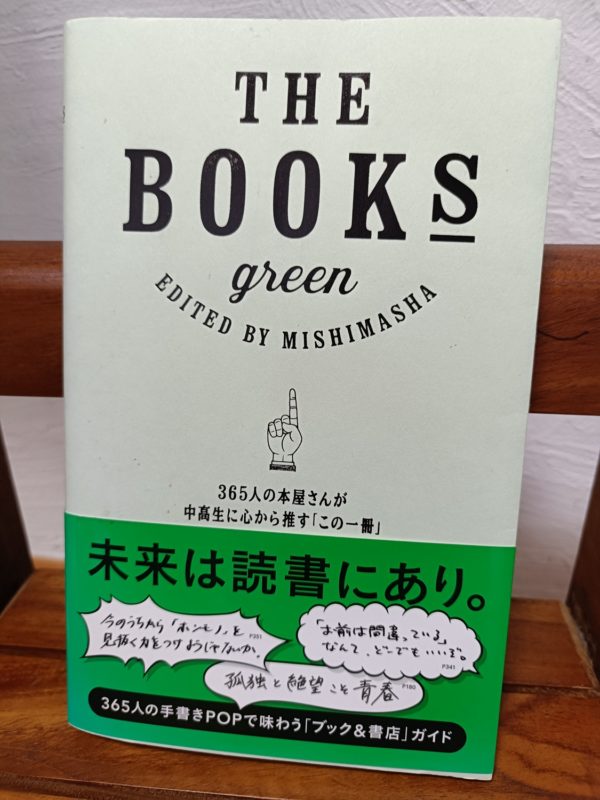 THE
BOOKS
green
EDITED BY MISHIMASHA
365人の本屋さんが
中高生に心から推す「この一冊」
未来は読書にあり。
今のうちから「ホンモノ」を
見抜く力をつけようじゃないか。
P351
「お前は間違っている」
なんて、どーでもいいぜ。
P341
孤独と絶望こそ青春
P180
365人の手書きPOPで味わう「ブック&書店」ガイド